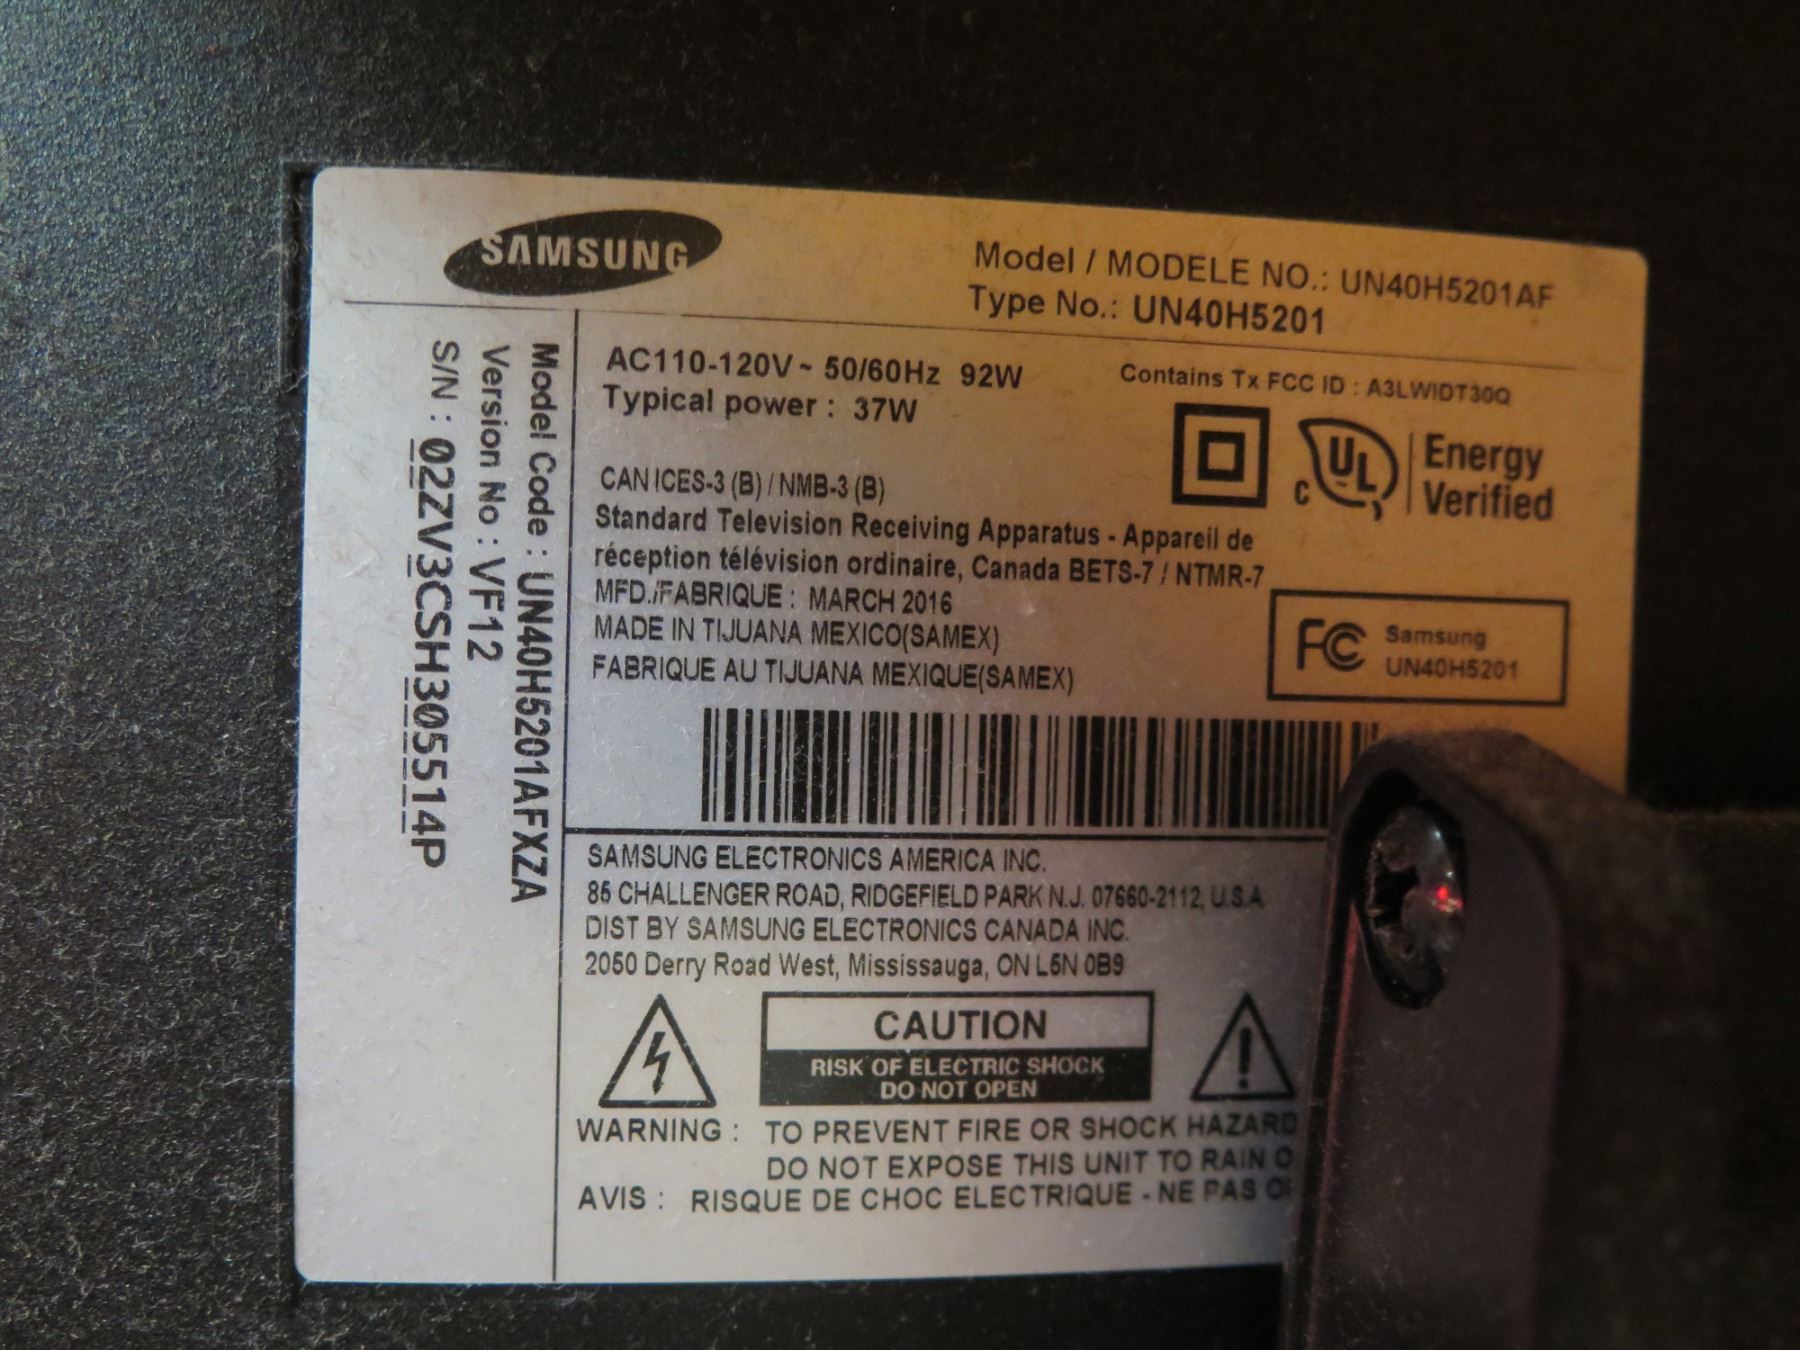 SAMSUNG
Model / MODELE NO.: UN40H5201AF
Type No.: UN40H5201
Model Code : UN40H5201AFXZA
Version No : VF12
S/N : 02ZV3CSH305514P
AC110-120V ~ 50/60Hz 92W
Typical power : 37W
Contains Tx FCC ID : A3LWIDT30Q
C UL
Energy
Verified
CAN ICES-3 (B) / NMB-3 (B)
Standard Television Receiving Apparatus - Appareil de
réception télévision ordinaire, Canada BETS-7 / NTMR-7
MFD./FABRIQUE : MARCH 2016
MADE IN TIJUANA MEXICO(SAMEX)
FABRIQUE AU TIJUANA MEXIQUE(SAMEX)
FC Samsung
UN40H5201
SAMSUNG ELECTRONICS AMERICA INC.
85 CHALLENGER ROAD, RIDGEFIELD PARK N.J. 07660-2112, U.S.A
DIST BY SAMSUNG ELECTRONICS CANADA INC.
2050 Derry Road West, Mississauga, ON L5N 0B9
CAUTION
RISK OF ELECTRIC SHOCK
DO NOT OPEN
WARNING : TO PREVENT FIRE OR SHOCK HAZARD
DO NOT EXPOSE THIS UNIT TO RAIN
AVIS : RISQUE DE CHOC ELECTRIQUE - NE PAS